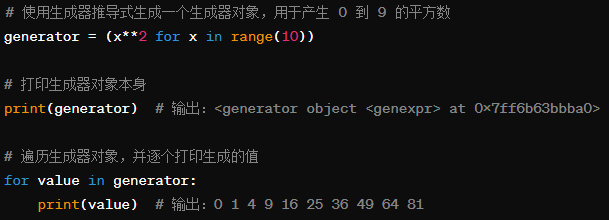 # 使用生成器推导式生成一个生成器对象，用于产生 0 到 9 的平方数
generator = (x**2 for x in range(10))
# 打印生成器对象本身
print(generator)  # 输出：<generator object <genexpr> at 0x7ff6b63bbba0>
# 遍历生成器对象，并逐个打印生成的值
for value in generator:
    print(value)  # 输出：0 1 4 9 16 25 36 49 64 81